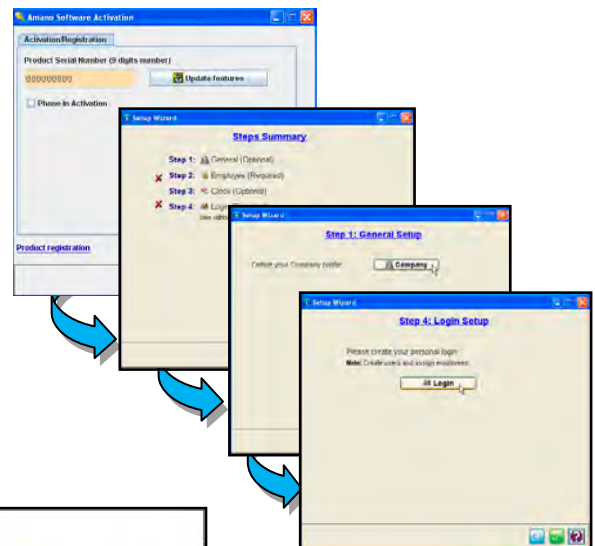 Amano Software Activation
Activation/Registration
Product Serial Number (9 digits number)
000000000
Update features
Phone in Activation
Product registration
Setup Wizard
Steps Summary
Step 1: General (Optional)
Step 2: Employee (Required)
Step 3: Clock (Optional)
Step 4: Login
Setup Wizard
Step 1: General Setup
Define your Company profile
Company
Setup Wizard
Step 4: Login Setup
Please create your personal login
Note: Create users and assign employees
Login